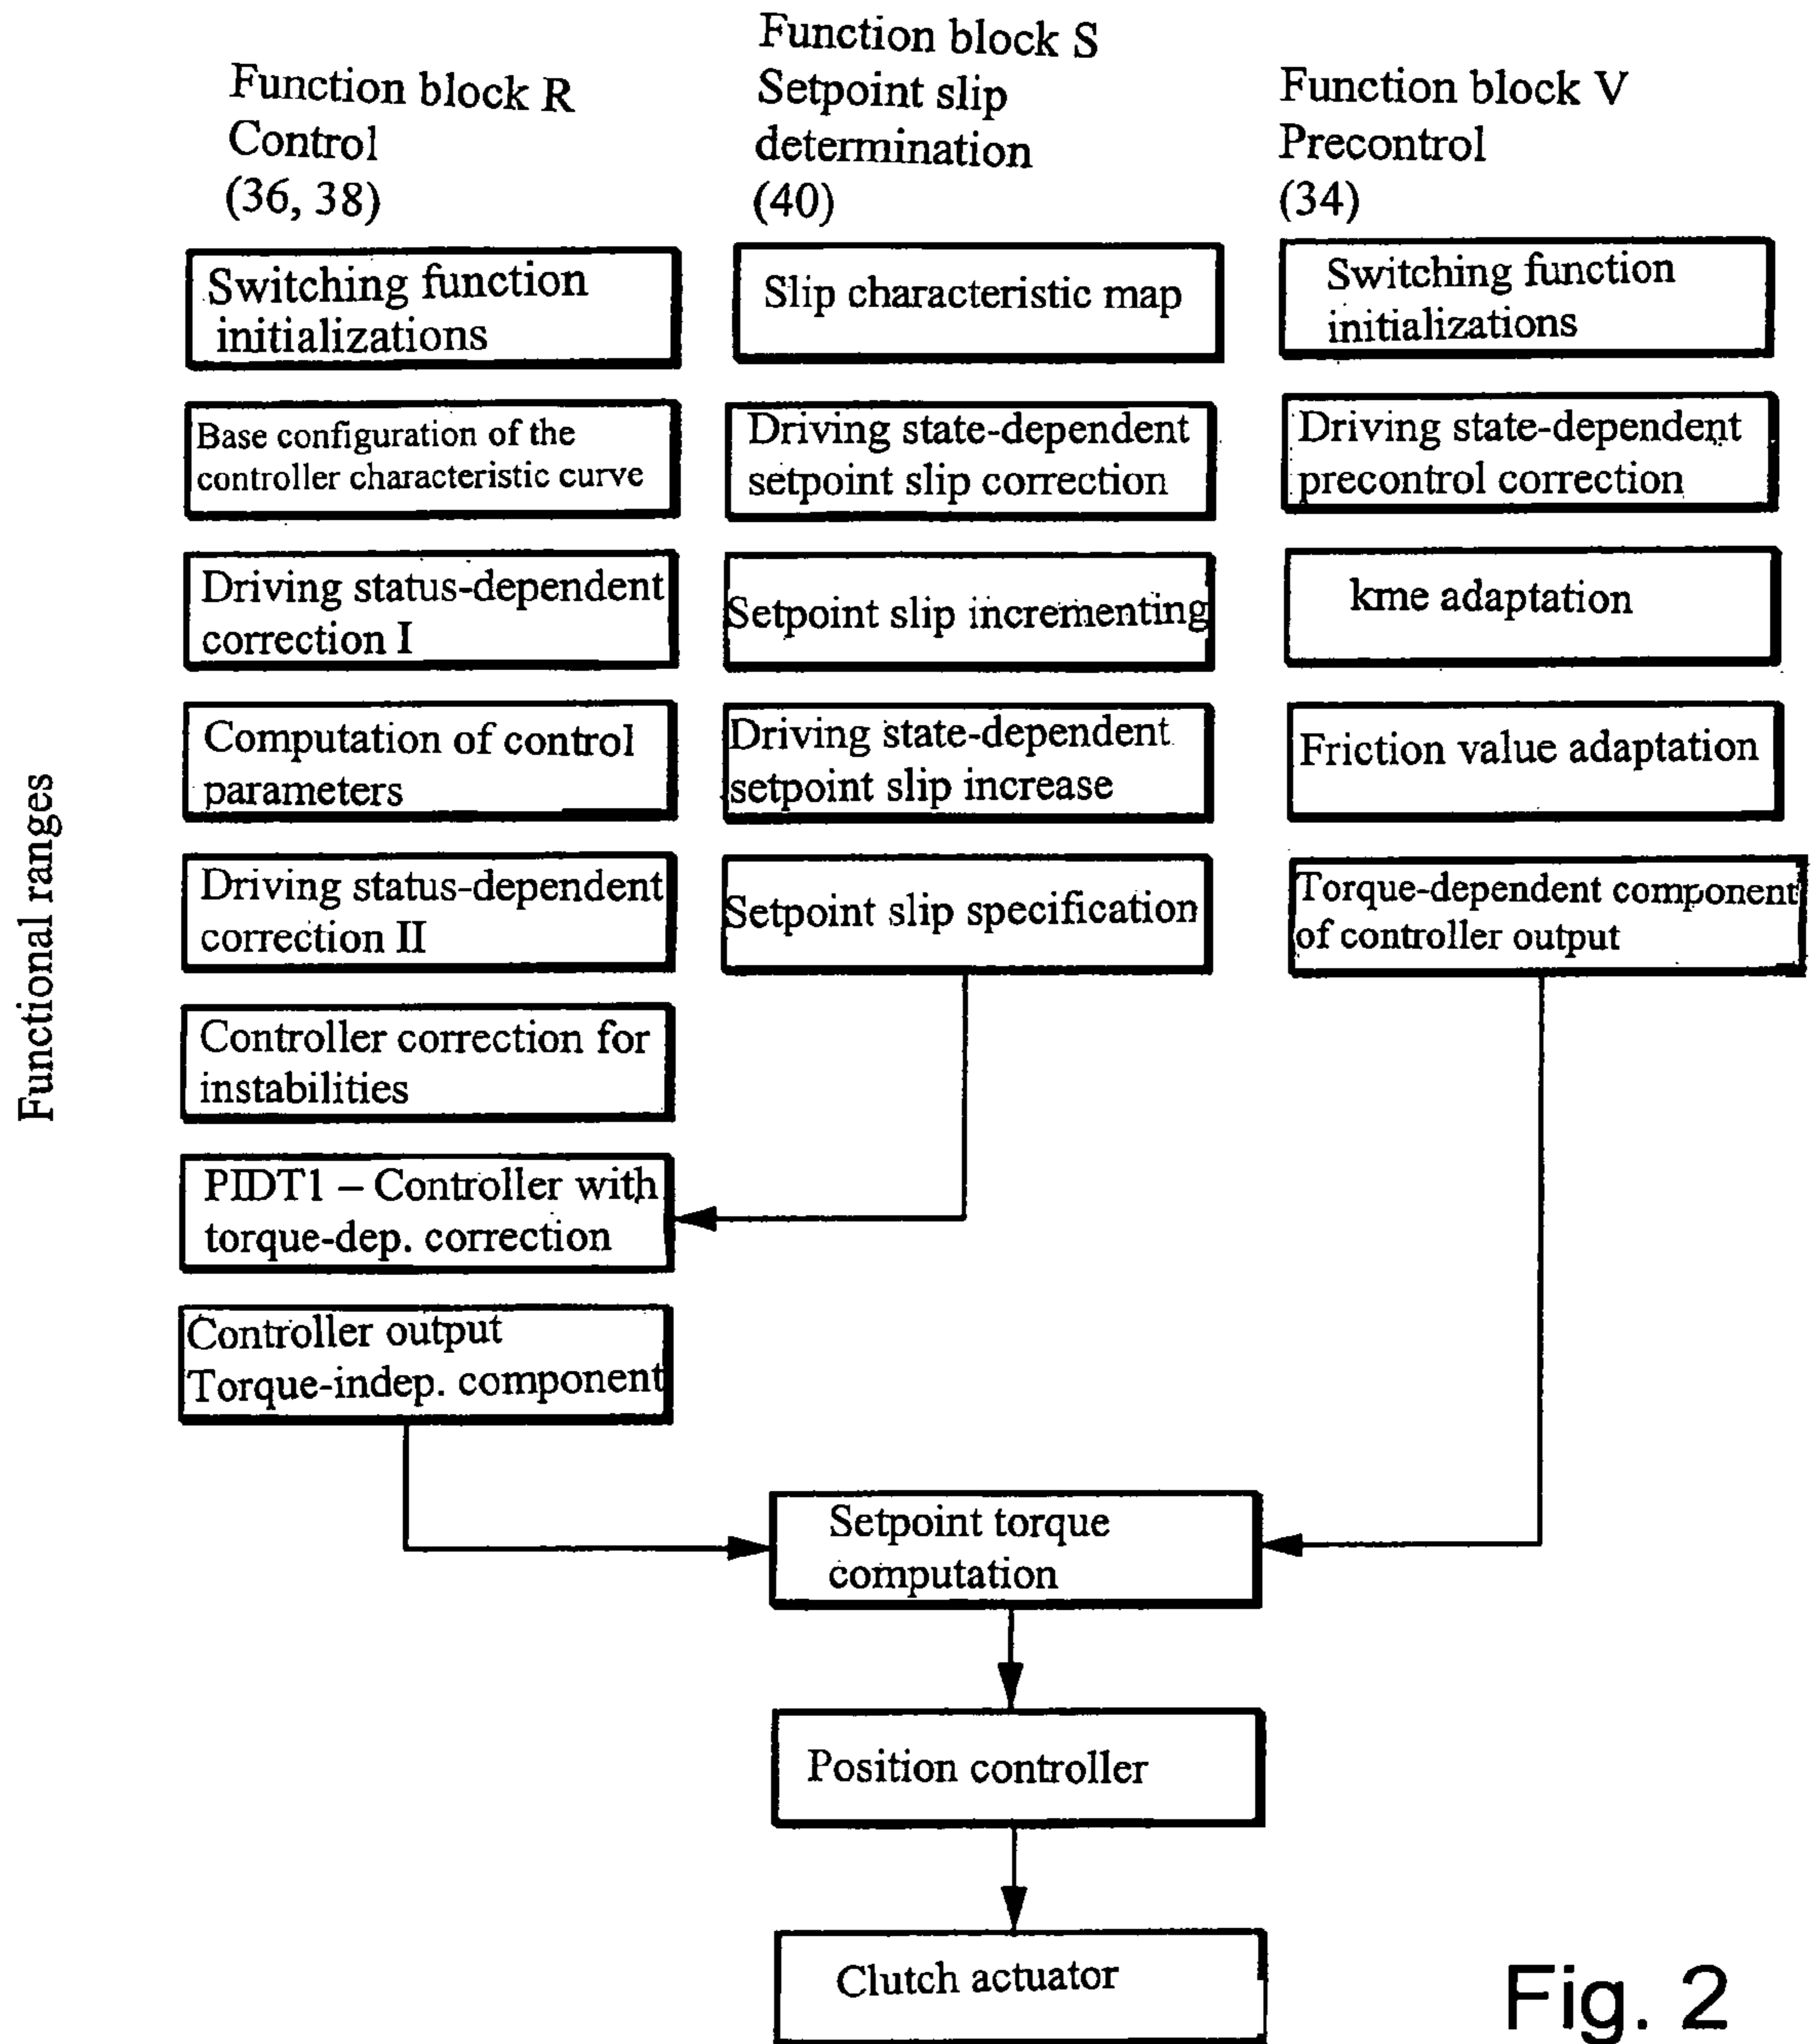 Function block R
Control
(36, 38)
Function block S
Setpoint slip
determination
(40)
Function block V
Precontrol
(34)
Functional ranges
Switching function
initializations
Base configuration of the
controller characteristic curve
Driving status-dependent
correction I
Computation of control
parameters
Driving status-dependent
correction II
Controller correction for
instabilities
PIDT1 – Controller with
torque-dep. correction
Controller output
Torque-indep. component
Slip characteristic map
Driving state-dependent
setpoint slip correction
Setpoint slip incrementing
Driving state-dependent
setpoint slip increase
Setpoint slip specification
Switching function
initializations
Driving state-dependent
precontrol correction
kme adaptation
Friction value adaptation
Torque-dependent component
of controller output
Setpoint torque
computation
Position controller
Clutch actuator
Fig. 2